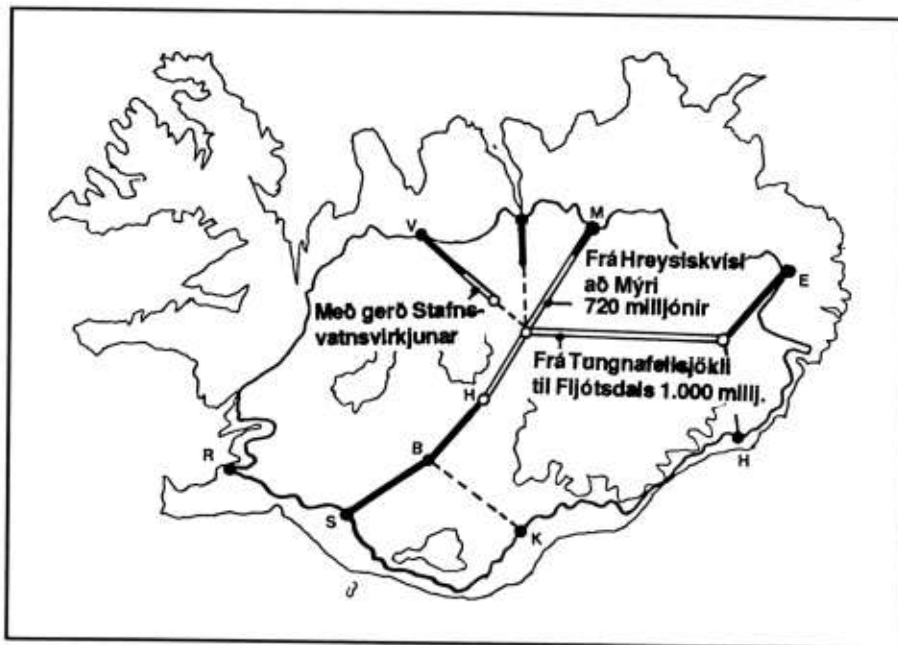 V
M
Frá Hreysiskvísl
að Mýri
720 milljónir
E
Með gerð Stafns-
vatnsvirkjunar
Frá Tungnafellsjökli
til Fljótsdals 1.000 millj.
H
B
H
R
S
K